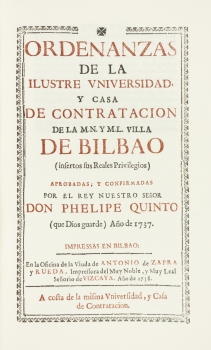 ORDENANZAS
DE LA
ILUSTRE VNIVERSIDAD,
Y CASA
DE CONTRATACION
DE LA M.N. Y M.L. VILLA
DE BILBAO
(insertos sus Reales Privilegios)
APROBADAS, Y CONFIRMADAS
POR EL REY NUESTRO SEñOR
DON PHELIPE QUINTO
(que Dios guarde) Año de 1737.
IMPRESSAS EN BILBAO:
En la Oficina de la Viuda de ANTONIO de ZAFRA
y RUEDA, Impressora del Muy Noble, y Muy Leal
Señorio de VIZCAYA. Año de 1738.
A costa de la misma Vniversidad, y Casa
de Contratacion.